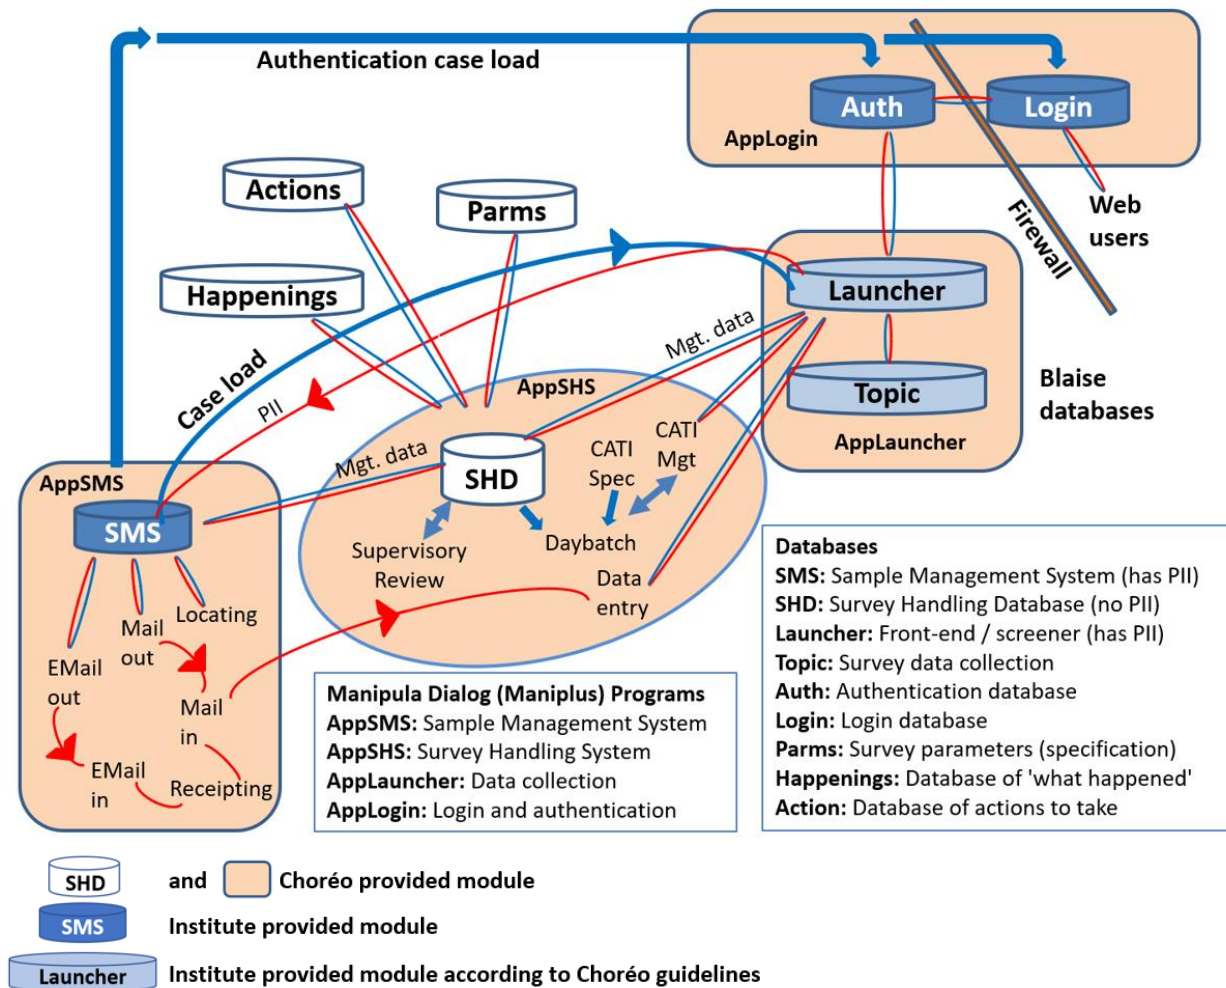 Authentication case load
Auth
Login
AppLogin
Actions
Parms
Web
users
Firewall
Happenings
Launcher
Mgt. data
Case load
PII
AppSHS
Topic
Blaise
databases
AppLauncher
CATI
Mgt
CATI
Spec
Mgt. data
SHD
AppSMS
SMS
Supervisory
Review
Daybatch
Data
entry
Locating
Mail
out
EMail
out
Mail
in
EMail
in
Receipting
Manipula Dialog (Maniplus) Programs
AppSMS: Sample Management System
AppSHS: Survey Handling System
AppLauncher: Data collection
AppLogin: Login and authentication
Databases
SMS: Sample Management System (has PII)
SHD: Survey Handling Database (no PII)
Launcher: Front-end / screener (has PII)
Topic: Survey data collection
Auth: Authentication database
Login: Login database
Parms: Survey parameters (specification)
Happenings: Database of 'what happened'
Action: Database of actions to take
SHD and Choréo provided module
SMS Institute provided module
Launcher Institute provided module according to Choréo guidelines